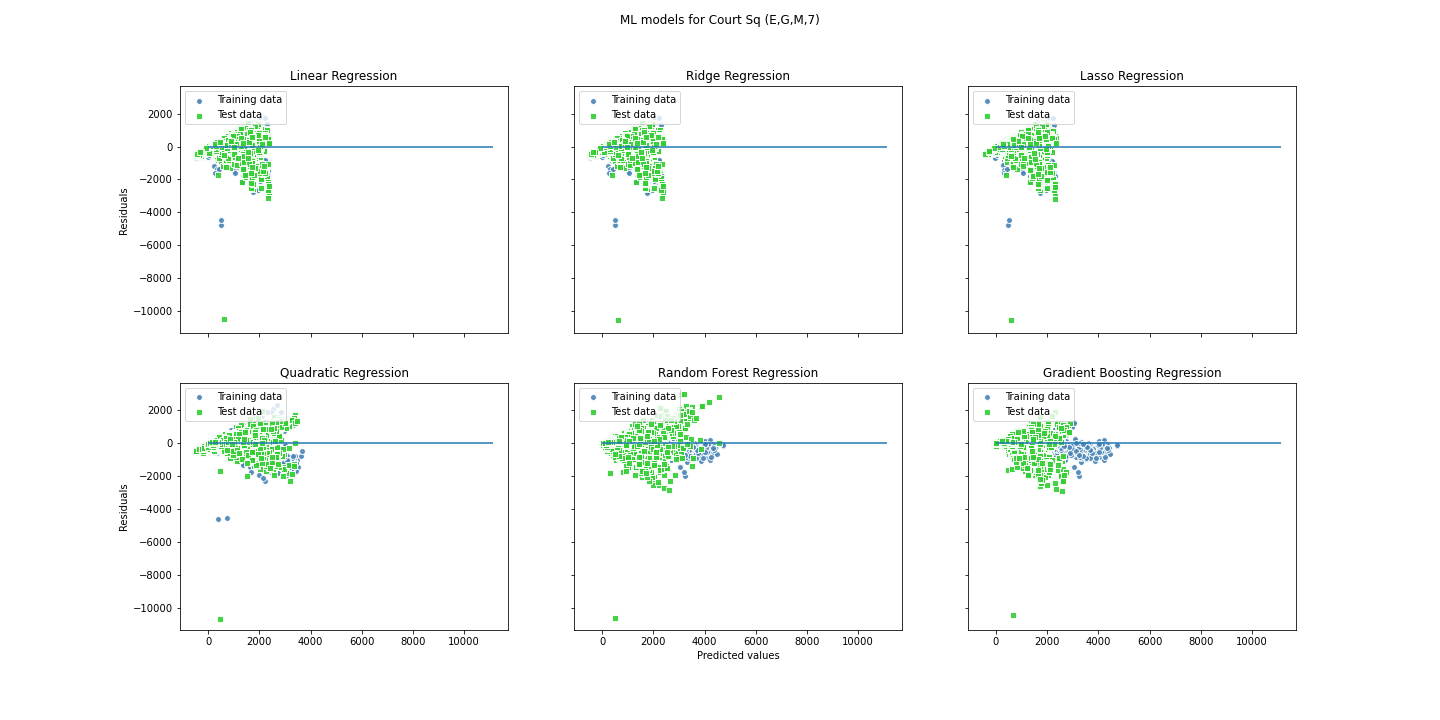 ML models for Court Sq (E,G,M,7)
Linear Regression
Ridge Regression
Lasso Regression
Training data
Test data
Training data
Test data
Training data
Test data
2000
0
−2000
−4000
−6000
−8000
−10000
Residuals
Quadratic Regression
Random Forest Regression
Gradient Boosting Regression
Training data
Test data
Training data
Test data
Training data
Test data
2000
0
−2000
−4000
−6000
−8000
−10000
Residuals
0 2000 4000 6000 8000 10000
0 2000 4000 6000 8000 10000
0 2000 4000 6000 8000 10000
Predicted values